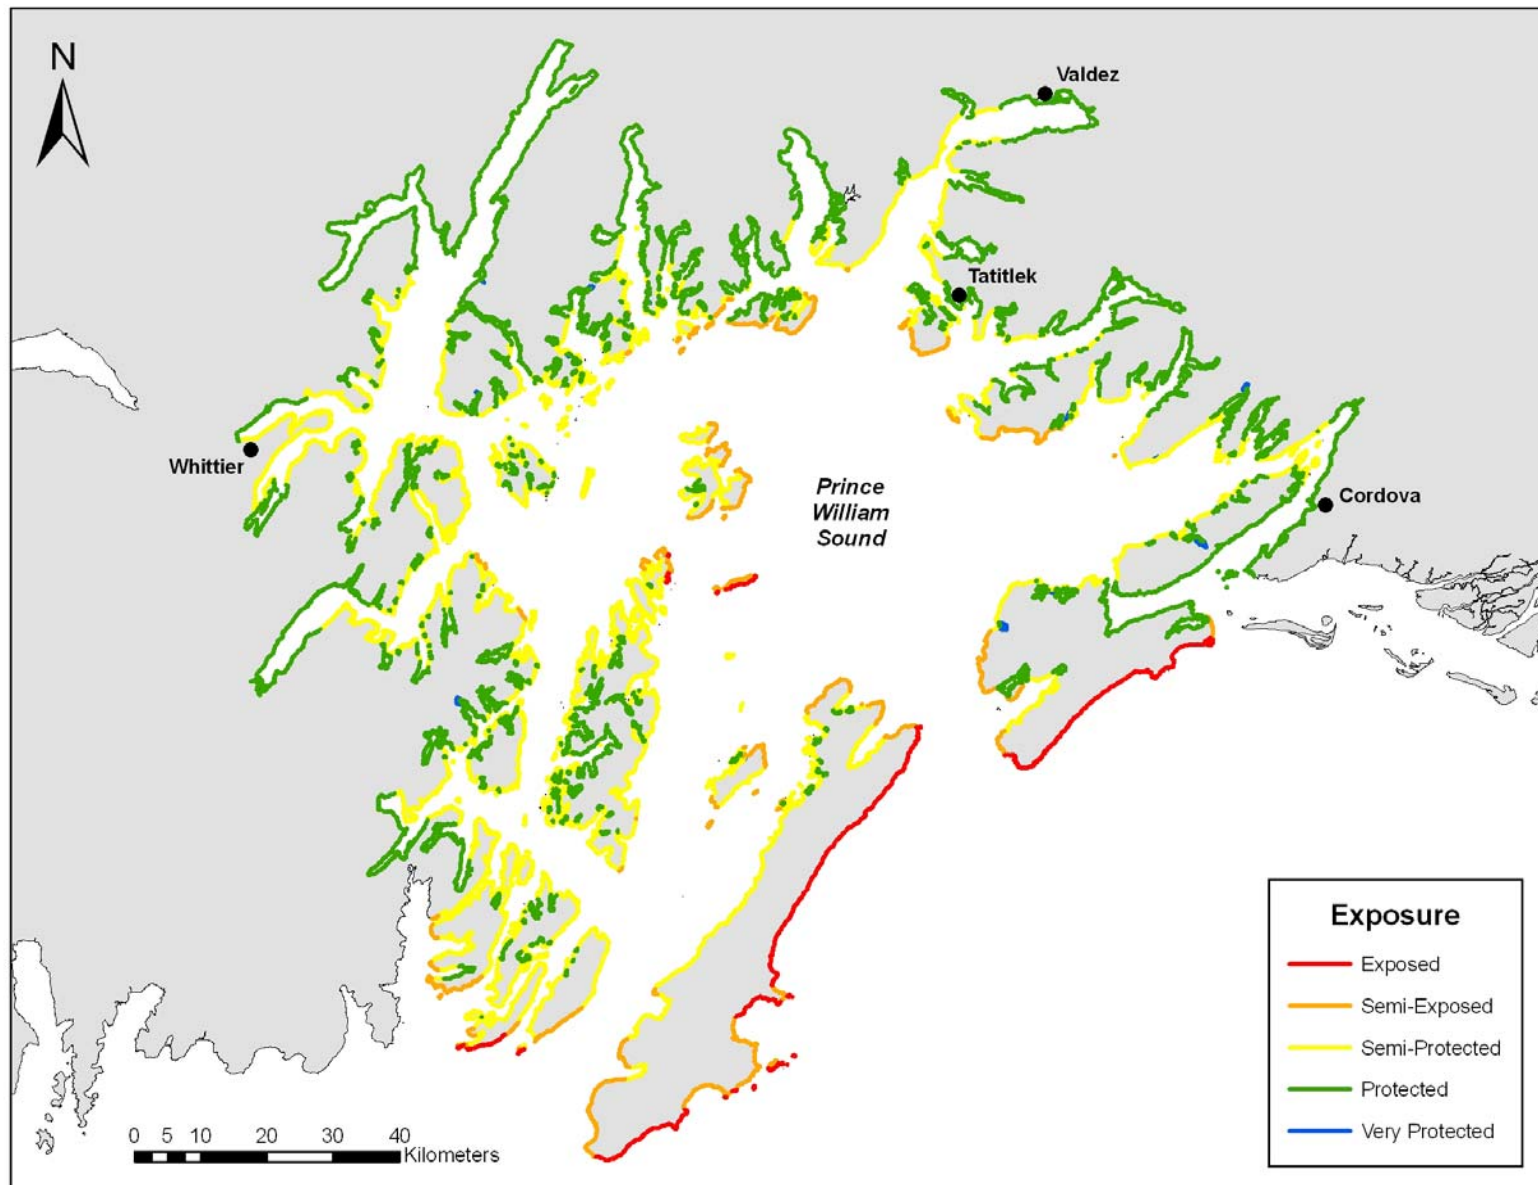 N
Valdez
Tatitlek
Whittier
Prince
William
Sound
Cordova
Exposure
Exposed
Semi-Exposed
Semi-Protected
Protected
Very Protected
0 5 10 20 30 40
Kilometers